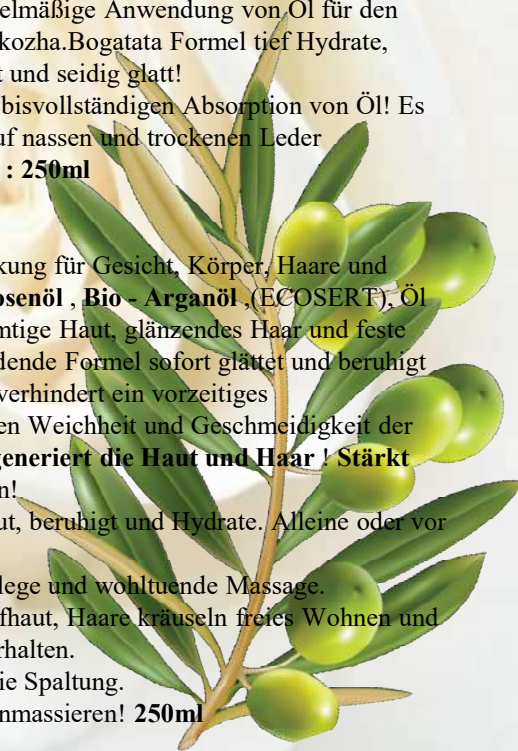 elmäßige Anwendung von Öl für den
kozha.Bogatata Formel tief Hydrate,
t und seidig glatt!
bisvollständigen Absorption von Öl! Es
uf nassen und trockenen Leder
: 250ml
kung für Gesicht, Körper, Haare und
osenöl , Bio - Arganöl ,(ECOSERT), Öl
mtige Haut, glänzendes Haar und feste
dende Formel sofort glättet und beruhigt
verhindert ein vorzeitiges
en Weichheit und Geschmeidigkeit der
generiert die Haut und Haar ! Stärkt
n!
ut, beruhigt und Hydrate. Alleine oder vor
lege und wohltuende Massage.
fhaut, Haare kräuseln freies Wohnen und
rhalten.
ie Spaltung.
nmassieren! 250ml